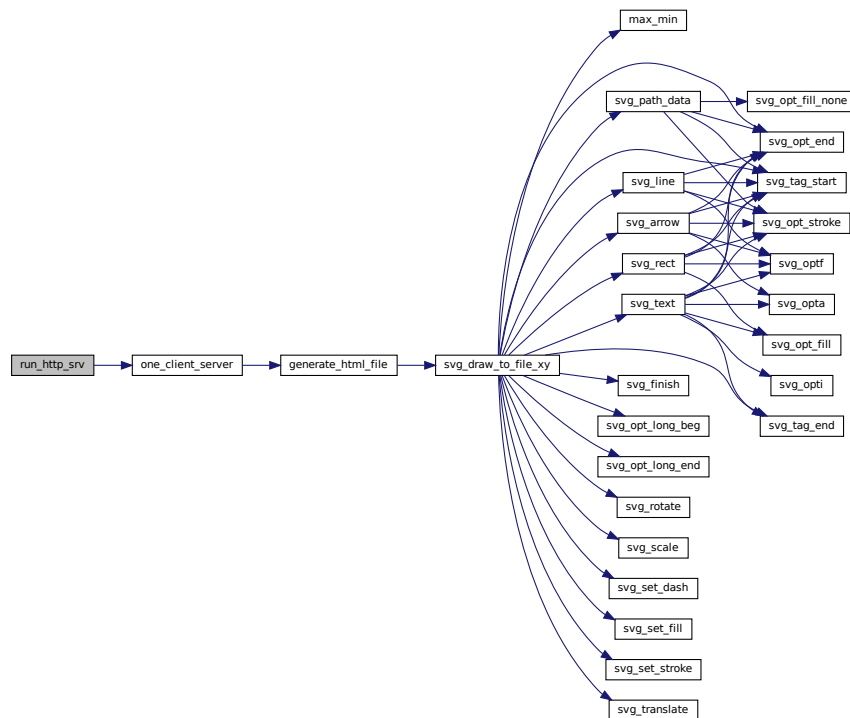 max_min
svg_path_data
svg_opt_fill_none
svg_opt_end
svg_line
svg_tag_start
svg_arrow
svg_opt_stroke
svg_rect
svg_optf
svg_text
svg_opta
svg_opt_fill
run_http_srv
one_client_server
generate_html_file
svg_draw_to_file_xy
svg_finish
svg_opti
svg_opt_long_beg
svg_tag_end
svg_opt_long_end
svg_rotate
svg_scale
svg_set_dash
svg_set_fill
svg_set_stroke
svg_translate